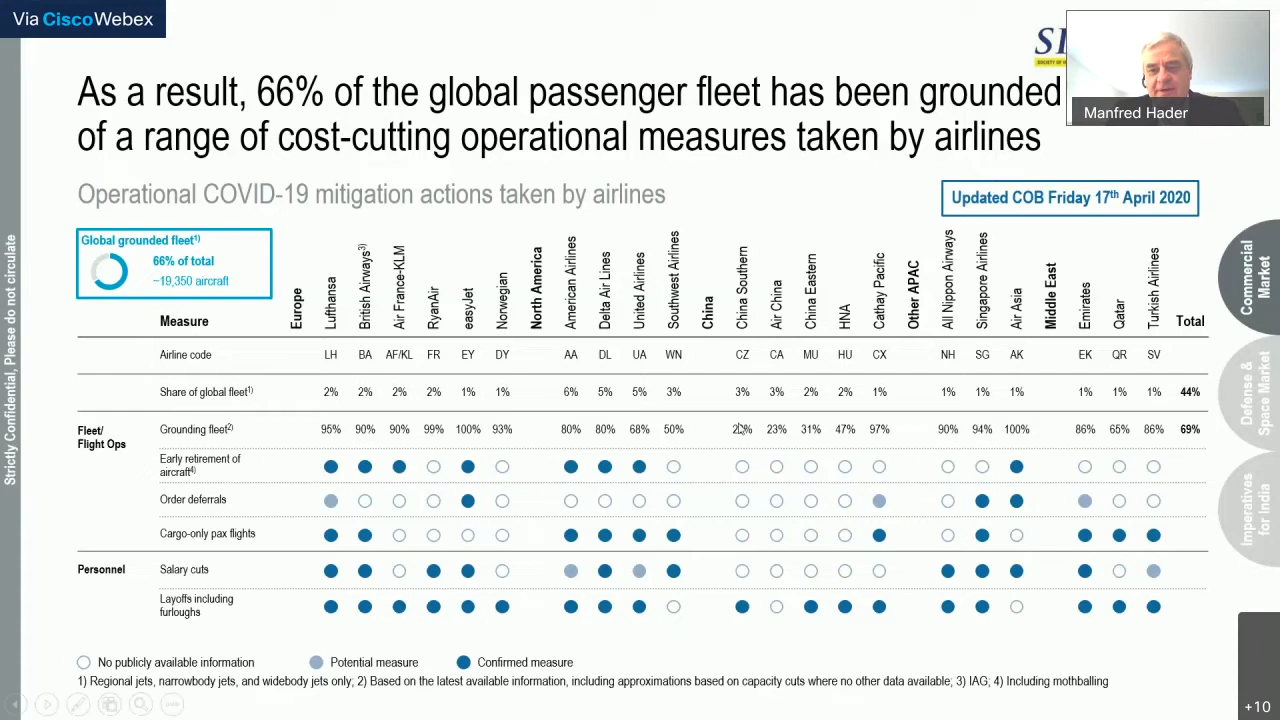 Via CiscoWebex
As a result, 66% of the global passenger fleet has been grounded
of a range of cost-cutting operational measures taken by airlines
Manfred Hader
Operational COVID-19 mitigation actions taken by airlines
Updated COB Friday 17th April 2020
Strictly Confidential, Please do not circulate
Global grounded fleet1)
66% of total
~19,350 aircraft
Measure Europe Lufthansa British Airways3) Air France-KLM RyanAir easyJet Norwegian North America American Airlines Delta Air Lines United Airlines Southwest Airlines China China Southern Air China China Eastern HNA Cathay Pacific Other APAC All Nippon Airways Singapore Airlines Air Asia Middle East Emirates Qatar Turkish Airlines Total
Airline code LH BA AF/KL FR EY DY AA DL UA WN CZ CA MU HU CX NH SG AK EK QR SV
Share of global fleet1) 2% 2% 2% 2% 1% 1% 6% 5% 5% 3% 3% 3% 2% 2% 1% 1% 1% 1% 1% 1% 1% 44%
Fleet/
Flight Ops
Grounding fleet2) 95% 90% 90% 99% 100% 93% 80% 80% 68% 50% 23% 31% 47% 97% 90% 94% 100% 86% 65% 86% 69%
Early retirement of
aircraft4)
Order deferrals
Cargo-only pax flights
Personnel
Salary cuts
Layoffs including
furloughs
No publicly available information Potential measure Confirmed measure
1) Regional jets, narrowbody jets, and widebody jets only; 2) Based on the latest available information, including approximations based on capacity cuts where no other data available; 3) IAG; 4) Including mothballing
Commercial
Market
Defense &
Space Market
Imperatives
for India
+10